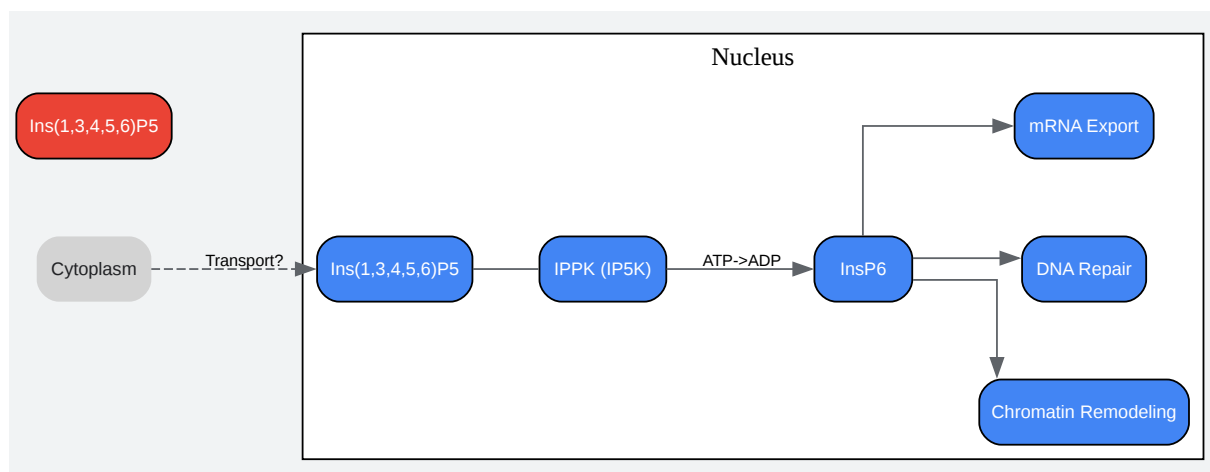 Nucleus
Ins(1,3,4,5,6)P5
mRNA Export
Cytoplasm
Transport?
Ins(1,3,4,5,6)P5
IPPK (IP5K)
ATP->ADP
InsP6
DNA Repair
Chromatin Remodeling